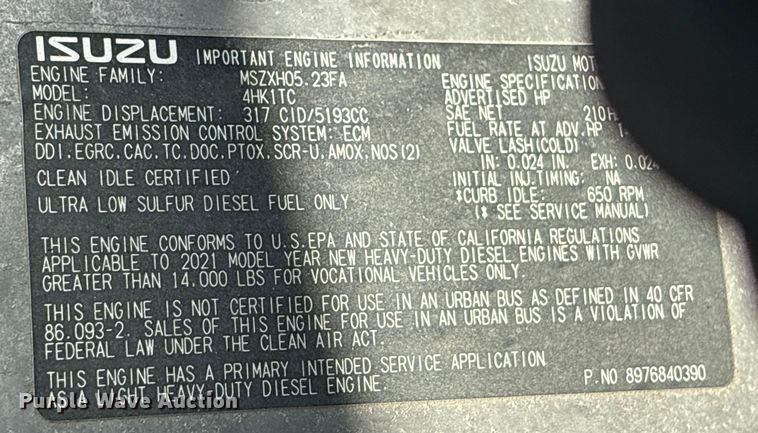 ISUZU IMPORTANT ENGINE INFORMATION ISUZU
ENGINE FAMILY: MSZXH05.23FA ENGINE
MODEL: 4HK1TC ADVERTISED HP
ENGINE DISPLACEMENT: 317 CID/5193CC SAE NET
EXHAUST EMISSION CONTROL SYSTEM: ECM FUEL RATE AT ADV.HP
DDI.EGRC.CAC.TC.DOC.PTOX.SCR-U.AMOX.NOS(2) VALVE LASH(COLD)
IN: 0.024 IN. EXH:
CLEAN IDLE CERTIFIED INITIAL INJ.TIMING: NA
*CURB IDLE: 650 RPM
ULTRA LOW SULFUR DIESEL FUEL ONLY (* SEE SERVICE MANUAL)
THIS ENGINE CONFORMS TO U.S.EPA AND STATE OF CALIFORNIA REGULATIONS
APPLICABLE TO 2021 MODEL YEAR NEW HEAVY-DUTY DIESEL ENGINES WITH GVWR
GREATER THAN 14.000 LBS FOR VOCATIONAL VEHICLES ONLY.
THIS ENGINE IS NOT CERTIFIED FOR USE IN AN URBAN BUS AS DEFINED IN 40 CFR
86.093-2. SALES OF THIS ENGINE FOR USE IN AN URBAN BUS IS A VIOLATION OF
FEDERAL LAW UNDER THE CLEAN AIR ACT.
THIS ENGINE HAS A PRIMARY INTENDED SERVICE APPLICATION
AS A LIGHT HEAVY-DUTY DIESEL ENGINE. P.NO 8976840390
Purple Wave Auction